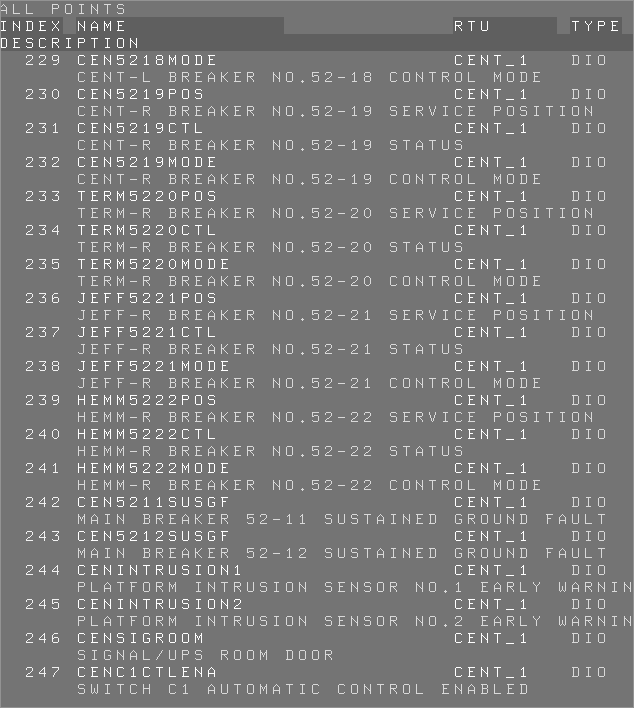 ALL POINTS
INDEX NAME RTU TYPE
DESCRIPTION
229 CEN5218MODE CENT_1 DIO
CENT-L BREAKER NO.52-18 CONTROL MODE
230 CEN5219POS CENT_1 DIO
CENT-R BREAKER NO.52-19 SERVICE POSITION
231 CEN5219CTL CENT_1 DIO
CENT-R BREAKER NO.52-19 STATUS
232 CEN5219MODE CENT_1 DIO
CENT-R BREAKER NO.52-19 CONTROL MODE
233 TERM5220POS CENT_1 DIO
TERM-R BREAKER NO.52-20 SERVICE POSITION
234 TERM5220CTL CENT_1 DIO
TERM-R BREAKER NO.52-20 STATUS
235 TERM5220MODE CENT_1 DIO
TERM-R BREAKER NO.52-20 CONTROL MODE
236 JEFF5221POS CENT_1 DIO
JEFF-R BREAKER NO.52-21 SERVICE POSITION
237 JEFF5221CTL CENT_1 DIO
JEFF-R BREAKER NO.52-21 STATUS
238 JEFF5221MODE CENT_1 DIO
JEFF-R BREAKER NO.52-21 CONTROL MODE
239 HEMM5222POS CENT_1 DIO
HEMM-R BREAKER NO.52-22 SERVICE POSITION
240 HEMM5222CTL CENT_1 DIO
HEMM-R BREAKER NO.52-22 STATUS
241 HEMM5222MODE CENT_1 DIO
HEMM-R BREAKER NO.52-22 CONTROL MODE
242 CEN5211SUSGF CENT_1 DIO
MAIN BREAKER 52-11 SUSTAINED GROUND FAULT
243 CEN5212SUSGF CENT_1 DIO
MAIN BREAKER 52-12 SUSTAINED GROUND FAULT
244 CENINTRUSION1 CENT_1 DIO
PLATFORM INTRUSION SENSOR NO.1 EARLY WARNIN
245 CENINTRUSION2 CENT_1 DIO
PLATFORM INTRUSION SENSOR NO.2 EARLY WARNIN
246 CENSIGROOM CENT_1 DIO
SIGNAL/UPS ROOM DOOR
247 CENC1CTLENA CENT_1 DIO
SWITCH C1 AUTOMATIC CONTROL ENABLED